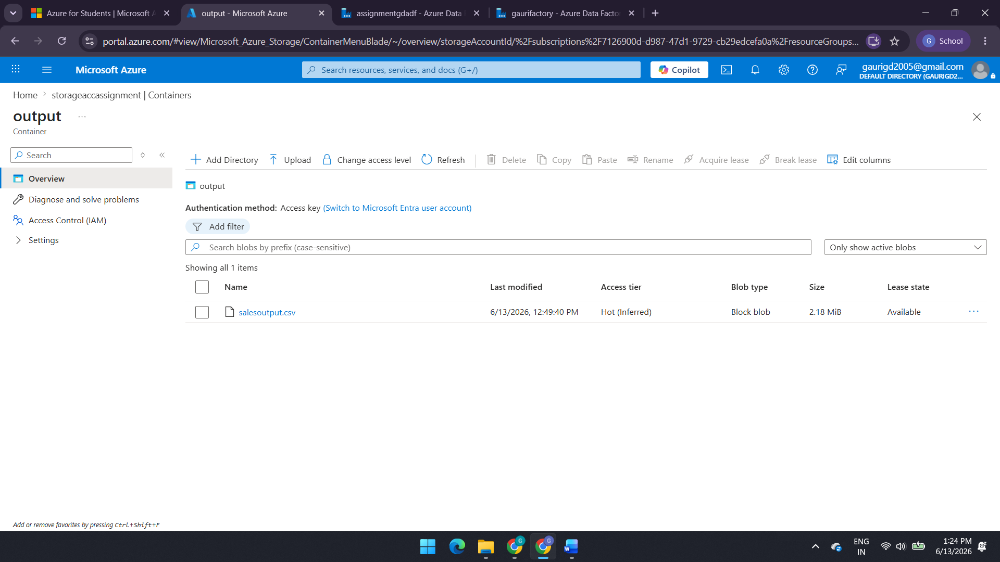 Azure for Students | Microsoft A
output - Microsoft Azure
assignmentgdadf - Azure Data
gaurifactory - Azure Data Facto
portal.azure.com/#view/Microsoft_Azure_Storage/ContainerMenuBlade/~/overview/storageAccountId/%2Fsubscriptions%2F7126900d-d987-47d1-9729-cb29edcefa0a%2FresourceGroups...
G School
Microsoft Azure
Search resources, services, and docs (G+/)
Copilot
gaurigd2005@gmail.com
DEFAULT DIRECTORY (GAURIGD2...
Home > storageaccassignment | Containers
output ...
Container
Search
Add Directory Upload Change access level Refresh Delete Copy Paste Rename Acquire lease Break lease Edit columns
Overview
Diagnose and solve problems
Access Control (IAM)
Settings
output
Authentication method: Access key (Switch to Microsoft Entra user account)
Add filter
Search blobs by prefix (case-sensitive)
Only show active blobs
Showing all 1 items
Name Last modified Access tier Blob type Size Lease state
salesoutput.csv 6/13/2026, 12:49:40 PM Hot (Inferred) Block blob 2.18 MiB Available ...
Add or remove favorites by pressing Ctrl+Shift+F
G
G
W
ENG
IN
1:24 PM
6/13/2026